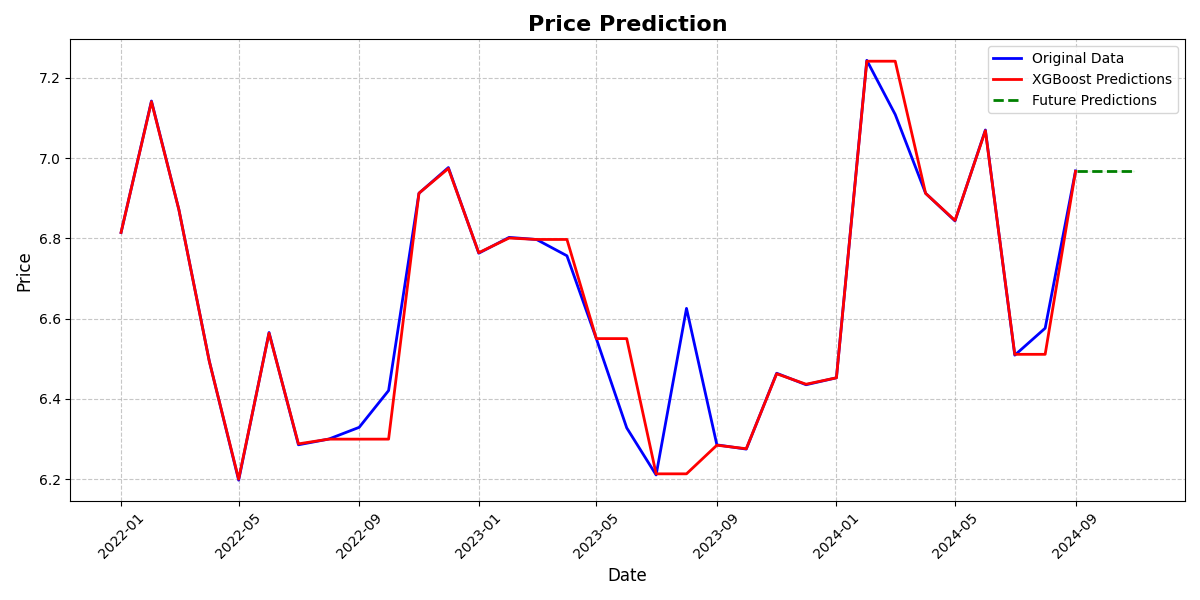 Price Prediction
Original Data
XGBoost Predictions
Future Predictions
Price
7.2
7.0
6.8
6.6
6.4
6.2
2022-01
2022-05
2022-09
2023-01
2023-05
2023-09
2024-01
2024-05
2024-09
Date